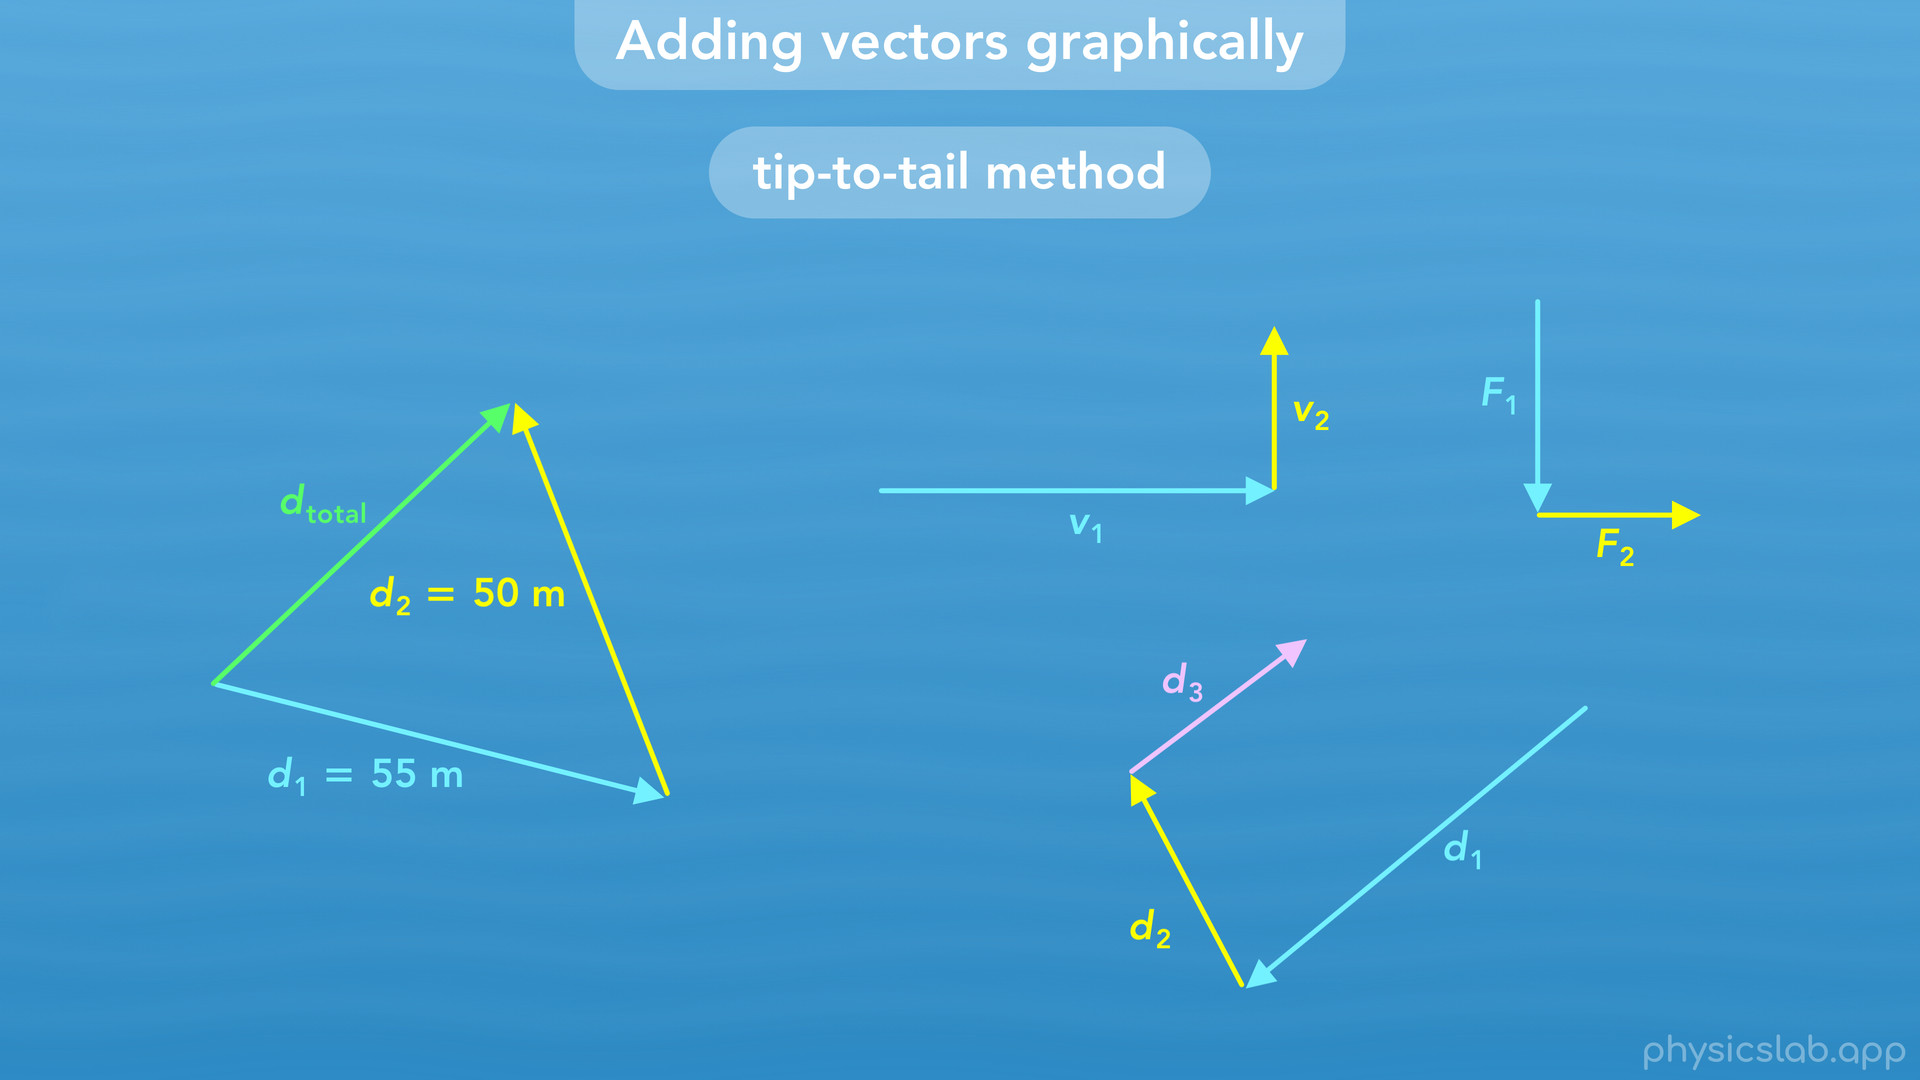 Adding vectors graphically
tip-to-tail method
d_total
d₂ = 50 m
d₁ = 55 m
v₂
v₁
F₁
F₂
d₃
d₁
d₂
physicslab.app